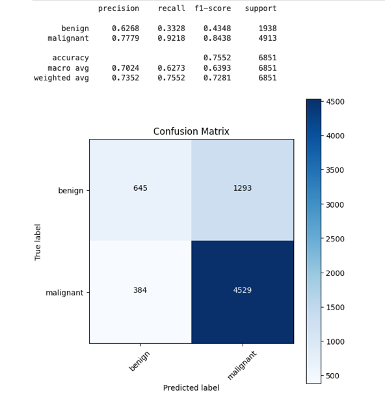 precision recall f1-score support
benign 0.6268 0.3328 0.4348 1938
malignant 0.7779 0.9218 0.8438 4913
accuracy 0.7552 6851
macro avg 0.7024 0.6273 0.6393 6851
weighted avg 0.7352 0.7552 0.7281 6851
Confusion Matrix
True label
benign
malignant
645 1293
384 4529
benign
malignant
Predicted label
4500
4000
3500
3000
2500
2000
1500
1000
500